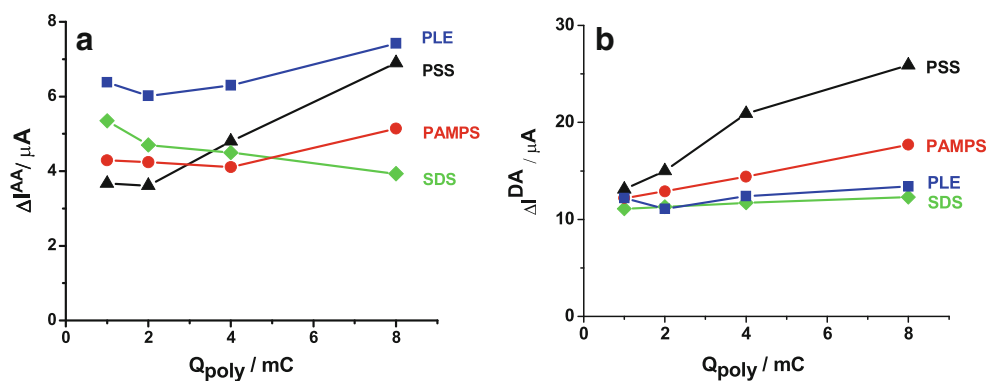 a
8
6
4
2
0
ΔI^AA/ μA
PLE
PSS
PAMPS
SDS
0 2 4 6 8
Q_poly / mC
b
30
20
10
0
ΔI^DA / μA
PSS
PAMPS
PLE
SDS
0 2 4 6 8
Q_poly / mC